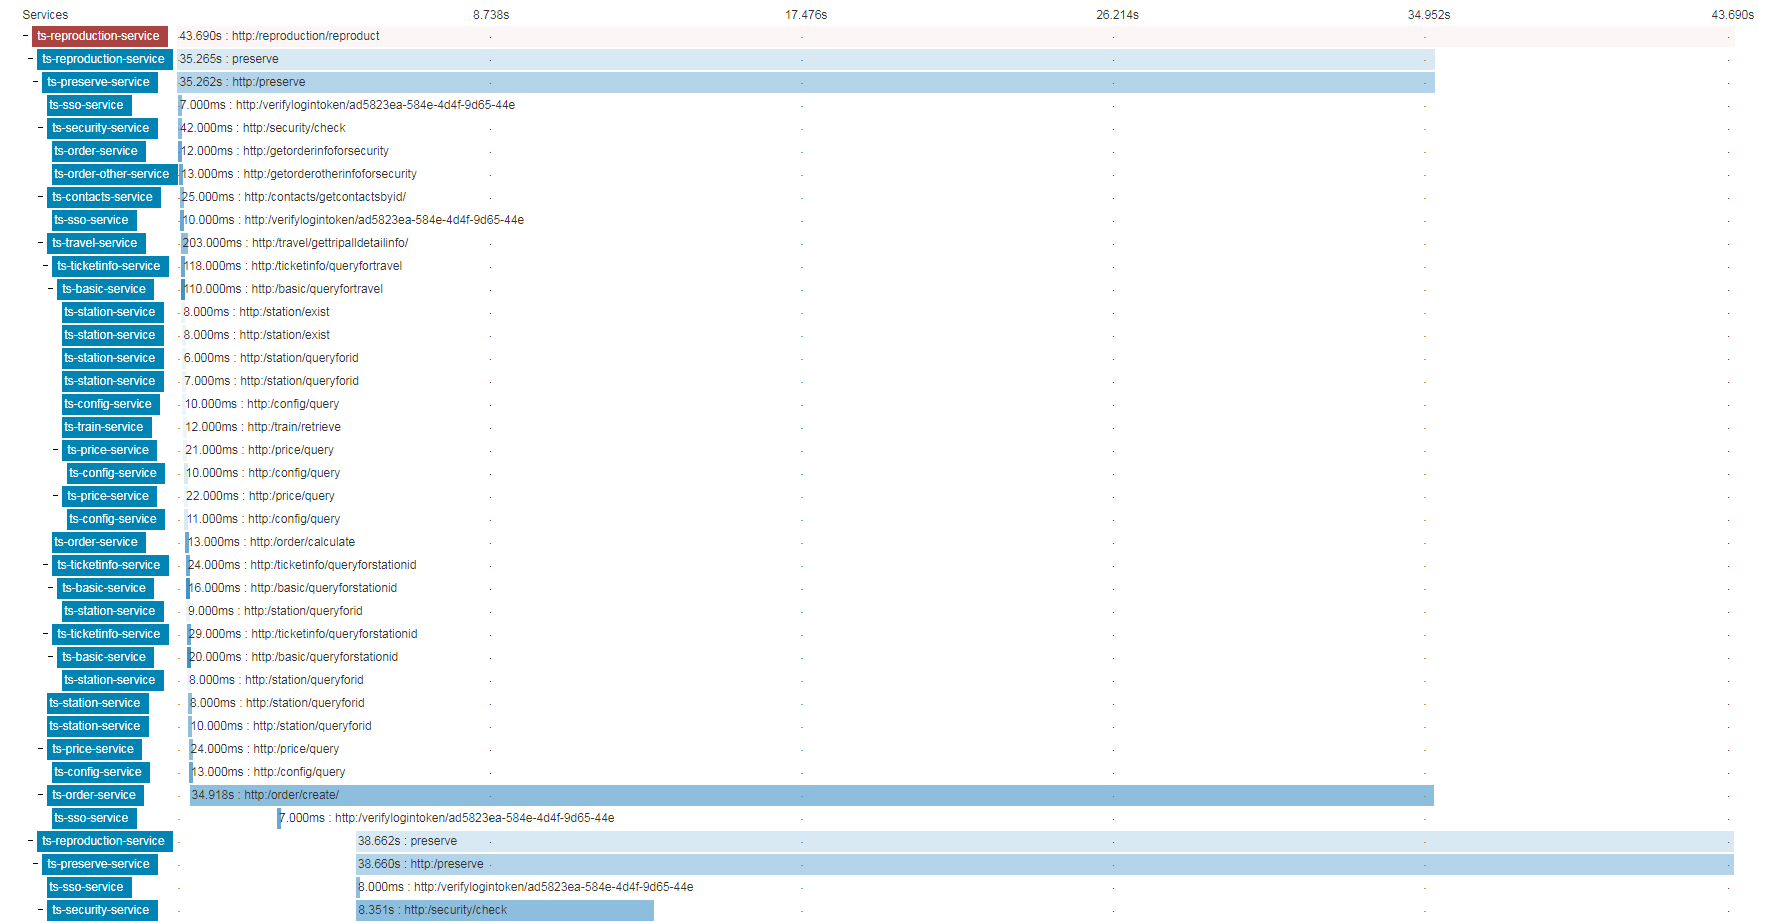 Services 8.738s 17.476s 26.214s 34.952s 43.690s
- ts-reproduction-service 43.690s : http:/reproduction/reproduct
- ts-reproduction-service 35.265s : preserve
- ts-preserve-service 35.262s : http:/preserve
ts-sso-service 7.000ms : http:/verifylogintoken/ad5823ea-584e-4d4f-9d65-44e
- ts-security-service 42.000ms : http:/security/check
ts-order-service 12.000ms : http:/getorderinfoforsecurity
ts-order-other-service 13.000ms : http:/getorderotherinfoforsecurity
- ts-contacts-service 25.000ms : http:/contacts/getcontactsbyid/
ts-sso-service 10.000ms : http:/verifylogintoken/ad5823ea-584e-4d4f-9d65-44e
- ts-travel-service 203.000ms : http:/travel/gettripalldetailinfo/
- ts-ticketinfo-service 118.000ms : http:/ticketinfo/queryfortravel
- ts-basic-service 110.000ms : http:/basic/queryfortravel
ts-station-service 8.000ms : http:/station/exist
ts-station-service 8.000ms : http:/station/exist
ts-station-service 6.000ms : http:/station/queryforid
ts-station-service 7.000ms : http:/station/queryforid
ts-config-service 10.000ms : http:/config/query
ts-train-service 12.000ms : http:/train/retrieve
- ts-price-service 21.000ms : http:/price/query
ts-config-service 10.000ms : http:/config/query
- ts-price-service 22.000ms : http:/price/query
ts-config-service 11.000ms : http:/config/query
ts-order-service 13.000ms : http:/order/calculate
- ts-ticketinfo-service 24.000ms : http:/ticketinfo/queryforstationid
- ts-basic-service 16.000ms : http:/basic/queryforstationid
ts-station-service 9.000ms : http:/station/queryforid
- ts-ticketinfo-service 29.000ms : http:/ticketinfo/queryforstationid
- ts-basic-service 20.000ms : http:/basic/queryforstationid
ts-station-service 8.000ms : http:/station/queryforid
ts-station-service 8.000ms : http:/station/queryforid
ts-station-service 10.000ms : http:/station/queryforid
- ts-price-service 24.000ms : http:/price/query
ts-config-service 13.000ms : http:/config/query
- ts-order-service 34.918s : http:/order/create/
ts-sso-service 7.000ms : http:/verifylogintoken/ad5823ea-584e-4d4f-9d65-44e
- ts-reproduction-service 38.662s : preserve
- ts-preserve-service 38.660s : http:/preserve
ts-sso-service 8.000ms : http:/verifylogintoken/ad5823ea-584e-4d4f-9d65-44e
- ts-security-service 8.351s : http:/security/check